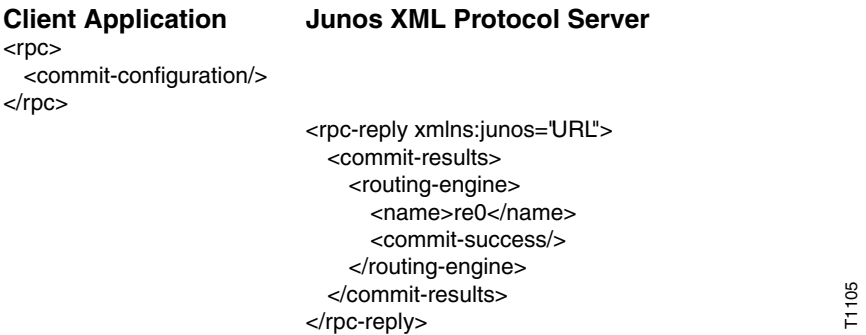 Client Application Junos XML Protocol Server
<rpc>
<commit-configuration/>
</rpc>
<rpc-reply xmlns:junos="URL">
<commit-results>
<routing-engine>
<name>re0</name>
<commit-success/>
</routing-engine>
</commit-results>
</rpc-reply>
T1105